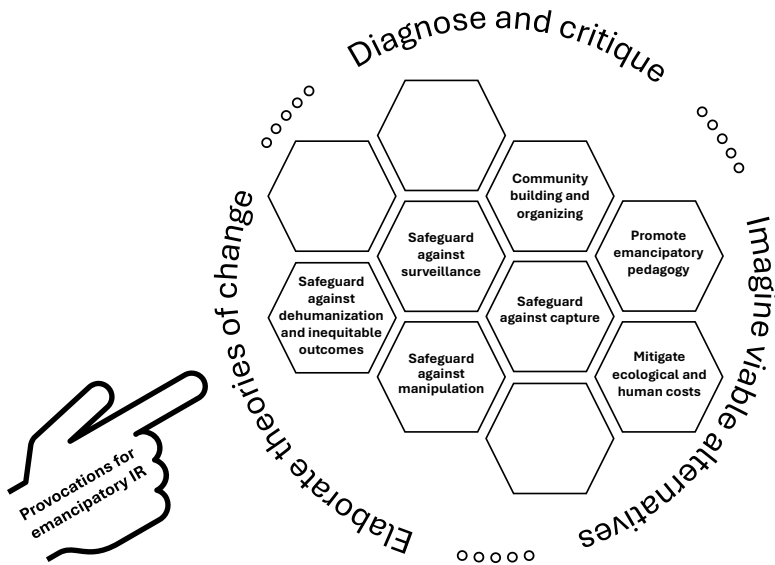 Diagnose and critique
Imagine viable alternatives
Elaborate theories of change
Community
building and
organizing
Promote
emancipatory
pedagogy
Safeguard
against
surveillance
Safeguard
against
dehumanization
and inequitable
outcomes
Safeguard
against capture
Safeguard
against
manipulation
Mitigate
ecological and
human costs
Provocations for
emancipatory IR